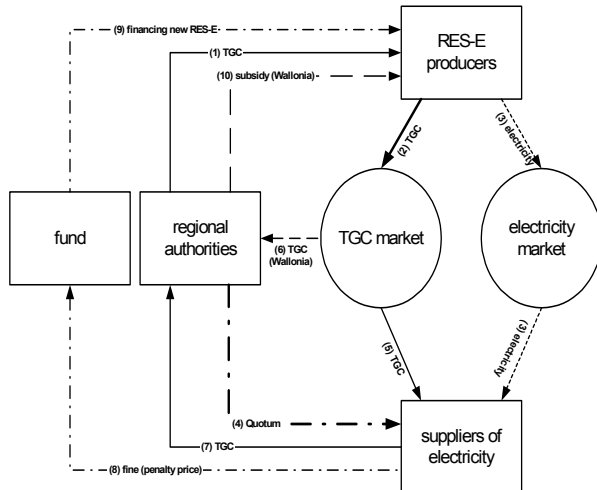 (9) financing new RES-E
(1) TGC
(10) subsidy (Wallonia)
RES-E
producers
(2) TGC
(3) electricity
fund
regional
authorities
TGC market
electricity
market
(6) TGC
(Wallonia)
(5) TGC
(3) electricity
(4) Quotum
(7) TGC
(8) fine (penalty price)
suppliers of
electricity